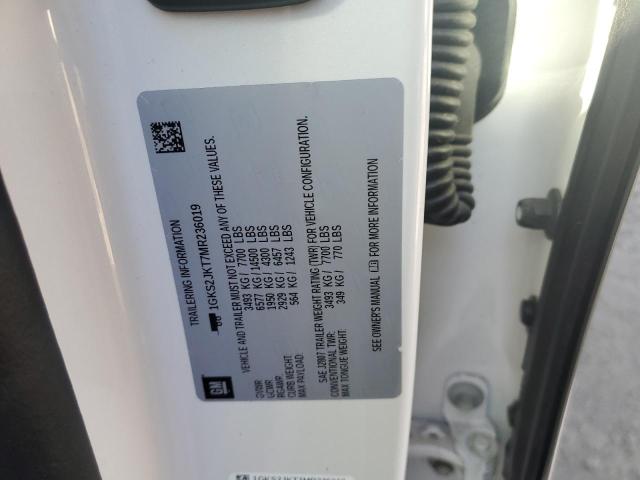 TRAILERING INFORMATION
1GKS2JKT7MR236019
VEHICLE AND TRAILER MUST NOT EXCEED ANY OF THESE VALUES.
GVWR 3493 KG/ 7700 LBS
GCWR 6577 KG/14500 LBS
RGAWR 1950 KG/ 4300 LBS
CURB WEIGHT 2929 KG/ 6457 LBS
MAX PAYLOAD: 564 KG/ 1243 LBS
SAE J2807 TRAILER WEIGHT RATING (TWR) FOR VEHICLE CONFIGURATION.
CONVENTIONAL TWR: 3493 KG/ 7700 LBS
MAX TONGUE WEIGHT: 349 KG/ 770 LBS
SEE OWNER'S MANUAL FOR MORE INFORMATION.
GM
1GKS2JKT7MR236019